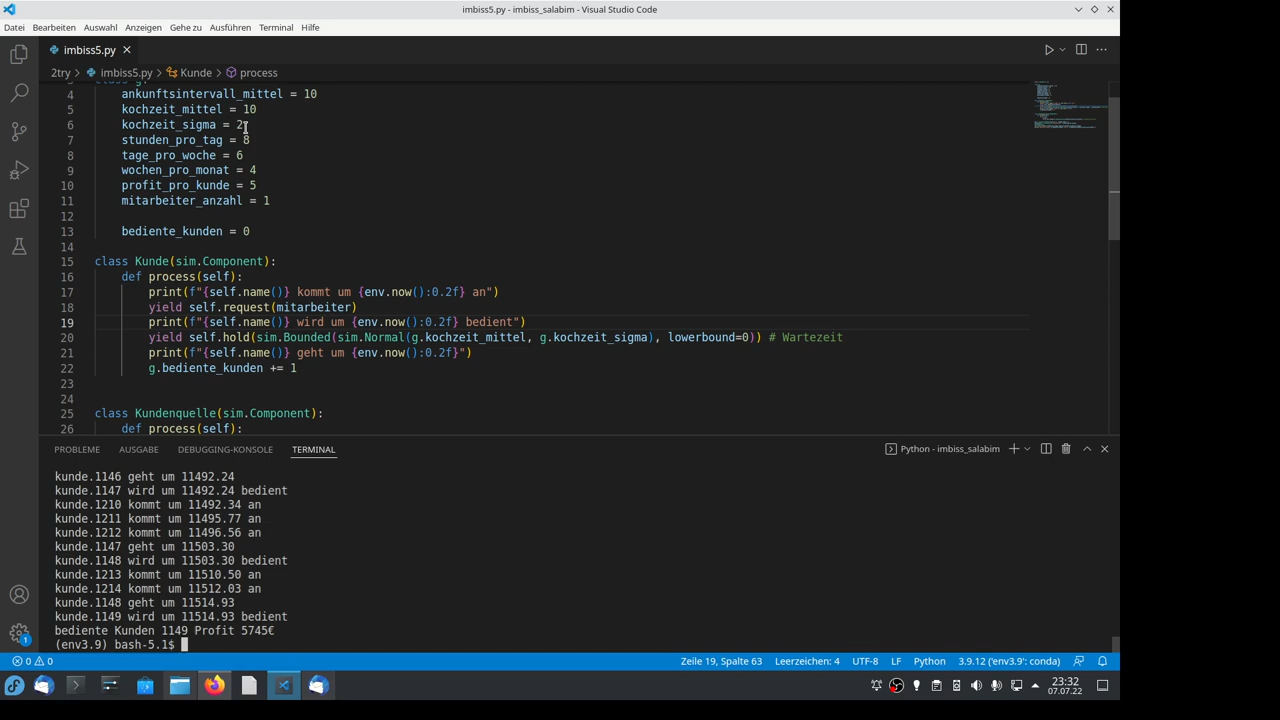 imbiss5.py - imbiss_salabim - Visual Studio Code
Datei Bearbeiten Auswahl Anzeigen Gehe zu Ausführen Terminal Hilfe
imbiss5.py
2try > imbiss5.py > Kunde > process
4 ankunftsintervall_mittel = 10
5 kochzeit_mittel = 10
6 kochzeit_sigma = 2
7 stunden_pro_tag = 8
8 tage_pro_woche = 6
9 wochen_pro_monat = 4
10 profit_pro_kunde = 5
11 mitarbeiter_anzahl = 1
12
13 bediente_kunden = 0
14
15 class Kunde(sim.Component):
16 def process(self):
17 print(f"{self.name()} kommt um {env.now():0.2f} an")
18 yield self.request(mitarbeiter)
19 print(f"{self.name()} wird um {env.now():0.2f} bedient")
20 yield self.hold(sim.Bounded(sim.Normal(g.kochzeit_mittel, g.kochzeit_sigma), lowerbound=0)) # Wartezeit
21 print(f"{self.name()} geht um {env.now():0.2f}")
22 g.bediente_kunden += 1
23
24
25 class Kundenquelle(sim.Component):
26 def process(self):
PROBLEME AUSGABE DEBUGGING-KONSOLE TERMINAL Python - imbiss_salabim
kunde.1146 geht um 11492.24
kunde.1147 wird um 11492.24 bedient
kunde.1210 kommt um 11492.34 an
kunde.1211 kommt um 11495.77 an
kunde.1212 kommt um 11496.56 an
kunde.1147 geht um 11503.30
kunde.1148 wird um 11503.30 bedient
kunde.1213 kommt um 11510.50 an
kunde.1214 kommt um 11512.03 an
kunde.1148 geht um 11514.93
kunde.1149 wird um 11514.93 bedient
bediente Kunden 1149 Profit 5745€
(env3.9) bash-5.1$
1
0 0 Zeile 19, Spalte 63 Leerzeichen: 4 UTF-8 LF Python 3.9.12 ('env3.9': conda)
23:32
07.07.22